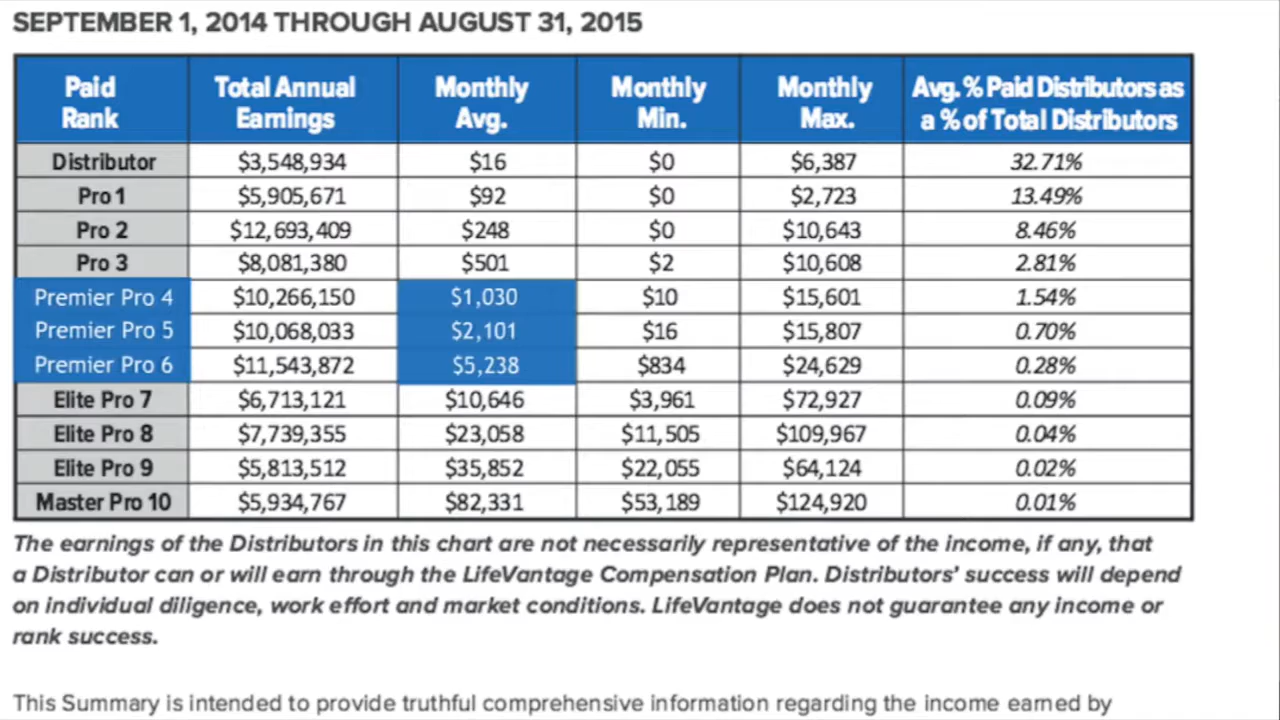 SEPTEMBER 1, 2014 THROUGH AUGUST 31, 2015
Paid Rank Total Annual Earnings Monthly Avg. Monthly Min. Monthly Max. Avg. % Paid Distributors as a % of Total Distributors
Distributor $3,548,934 $16 $0 $6,387 32.71%
Pro 1 $5,905,671 $92 $0 $2,723 13.49%
Pro 2 $12,693,409 $248 $0 $10,643 8.46%
Pro 3 $8,081,380 $501 $2 $10,608 2.81%
Premier Pro 4 $10,266,150 $1,030 $10 $15,601 1.54%
Premier Pro 5 $10,068,033 $2,101 $16 $15,807 0.70%
Premier Pro 6 $11,543,872 $5,238 $834 $24,629 0.28%
Elite Pro 7 $6,713,121 $10,646 $3,961 $72,927 0.09%
Elite Pro 8 $7,739,355 $23,058 $11,505 $109,967 0.04%
Elite Pro 9 $5,813,512 $35,852 $22,055 $64,124 0.02%
Master Pro 10 $5,934,767 $82,331 $53,189 $124,920 0.01%
The earnings of the Distributors in this chart are not necessarily representative of the income, if any, that
a Distributor can or will earn through the LifeVantage Compensation Plan. Distributors' success will depend
on individual diligence, work effort and market conditions. LifeVantage does not guarantee any income or
rank success.
This Summary is intended to provide truthful comprehensive information regarding the income earned by